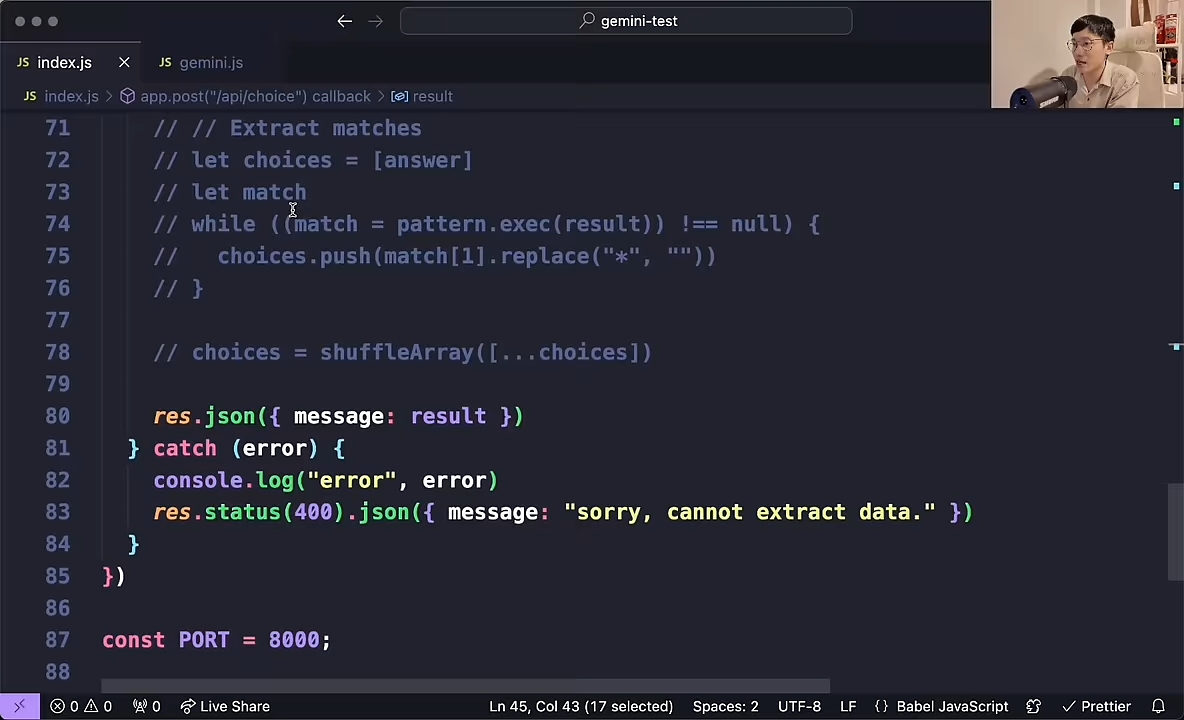 gemini-test
JS index.js
JS gemini.js
JS index.js > app.post("/api/choice") callback > result
71 // // Extract matches
72 // let choices = [answer]
73 // let match
74 // while ((match = pattern.exec(result)) !== null) {
75 //   choices.push(match[1].replace("*", ""))
76 // }
77
78 // choices = shuffleArray([...choices])
79
80 res.json({ message: result })
81 } catch (error) {
82 console.log("error", error)
83 res.status(400).json({ message: "sorry, cannot extract data." })
84 }
85 })
86
87 const PORT = 8000;
88
0 0 0 Live Share Ln 45, Col 43 (17 selected) Spaces: 2 UTF-8 LF {} Babel JavaScript Prettier